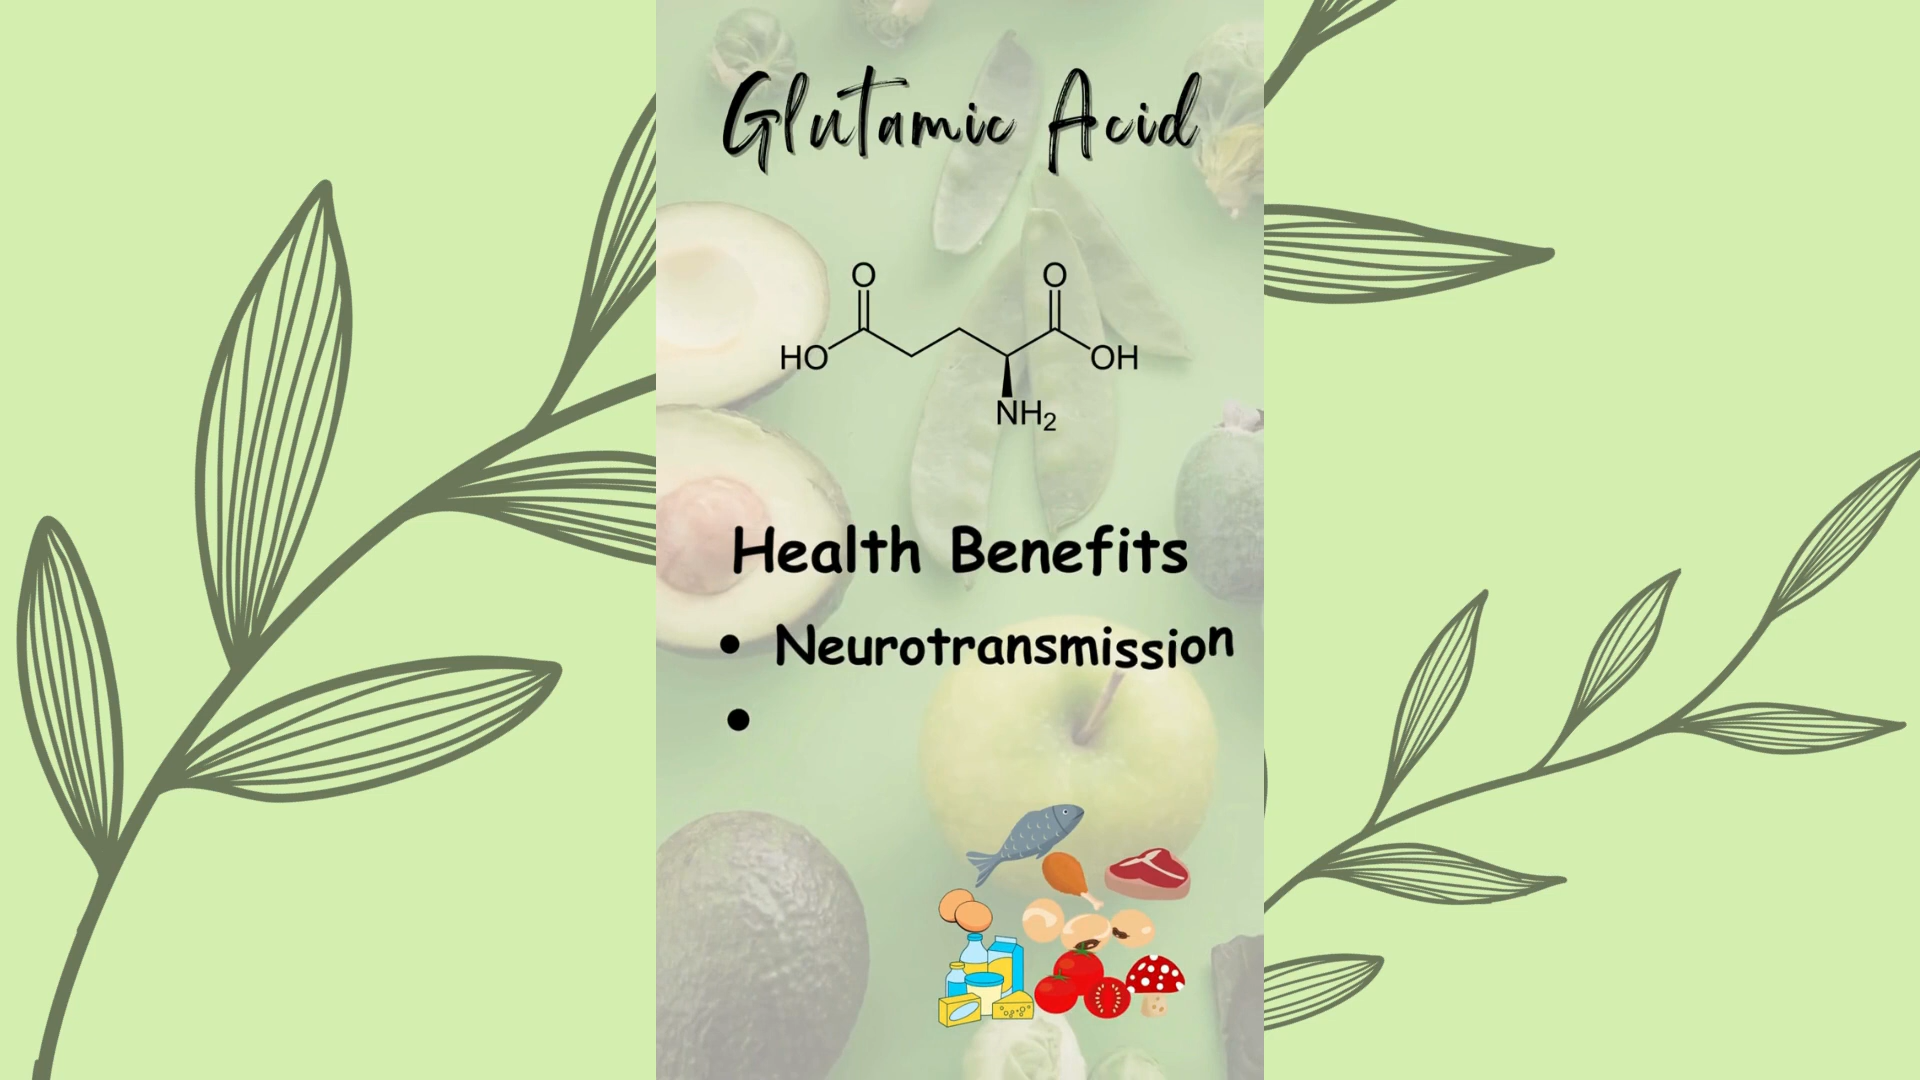 Glutamic Acid
O O
HO OH
NH₂
Health Benefits
• Neurotransmission
•